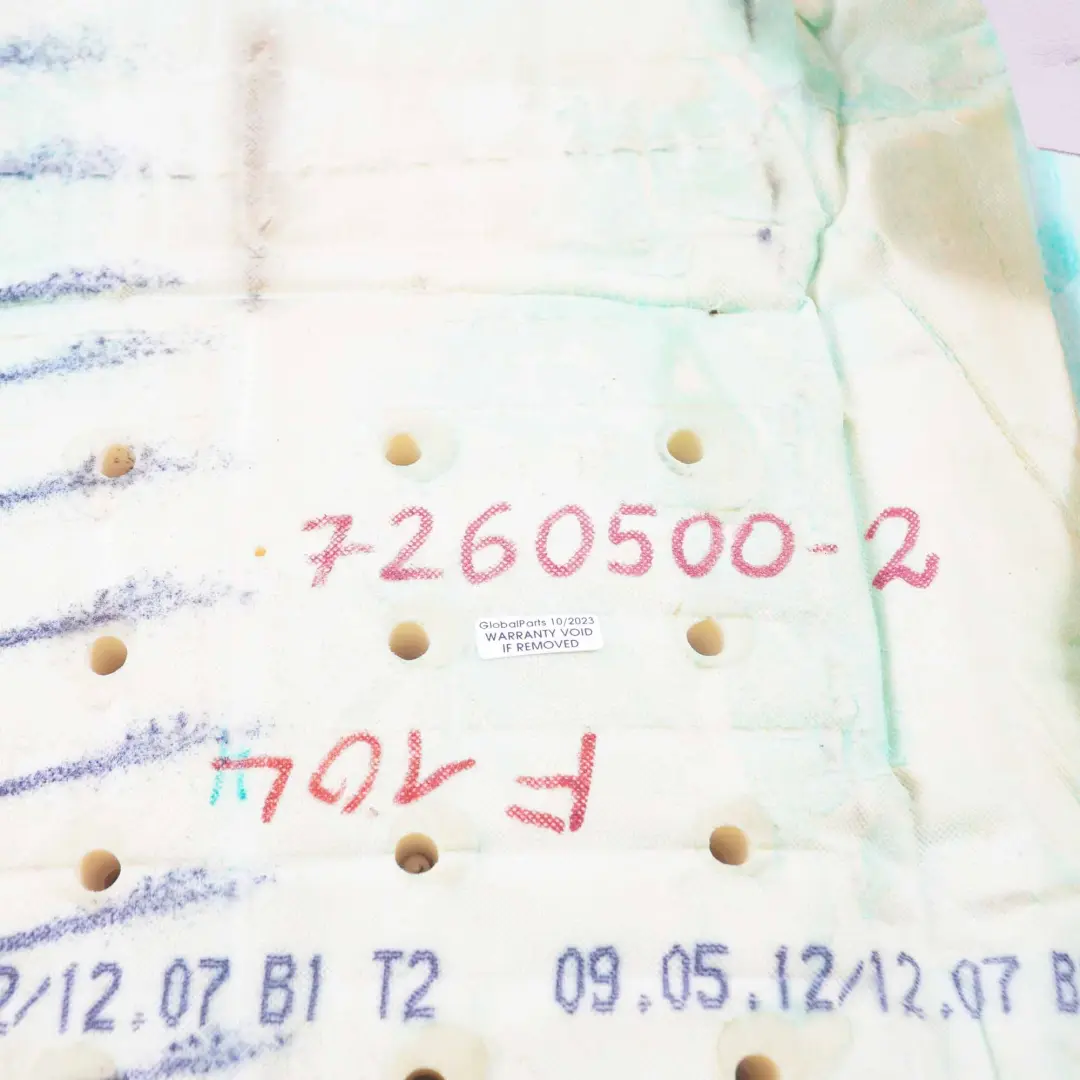 7260500-2
GlobalParts 10/2023
WARRANTY VOID
IF REMOVED
F 104
2/12.07 B1 T2 09.05.12/12.07 B